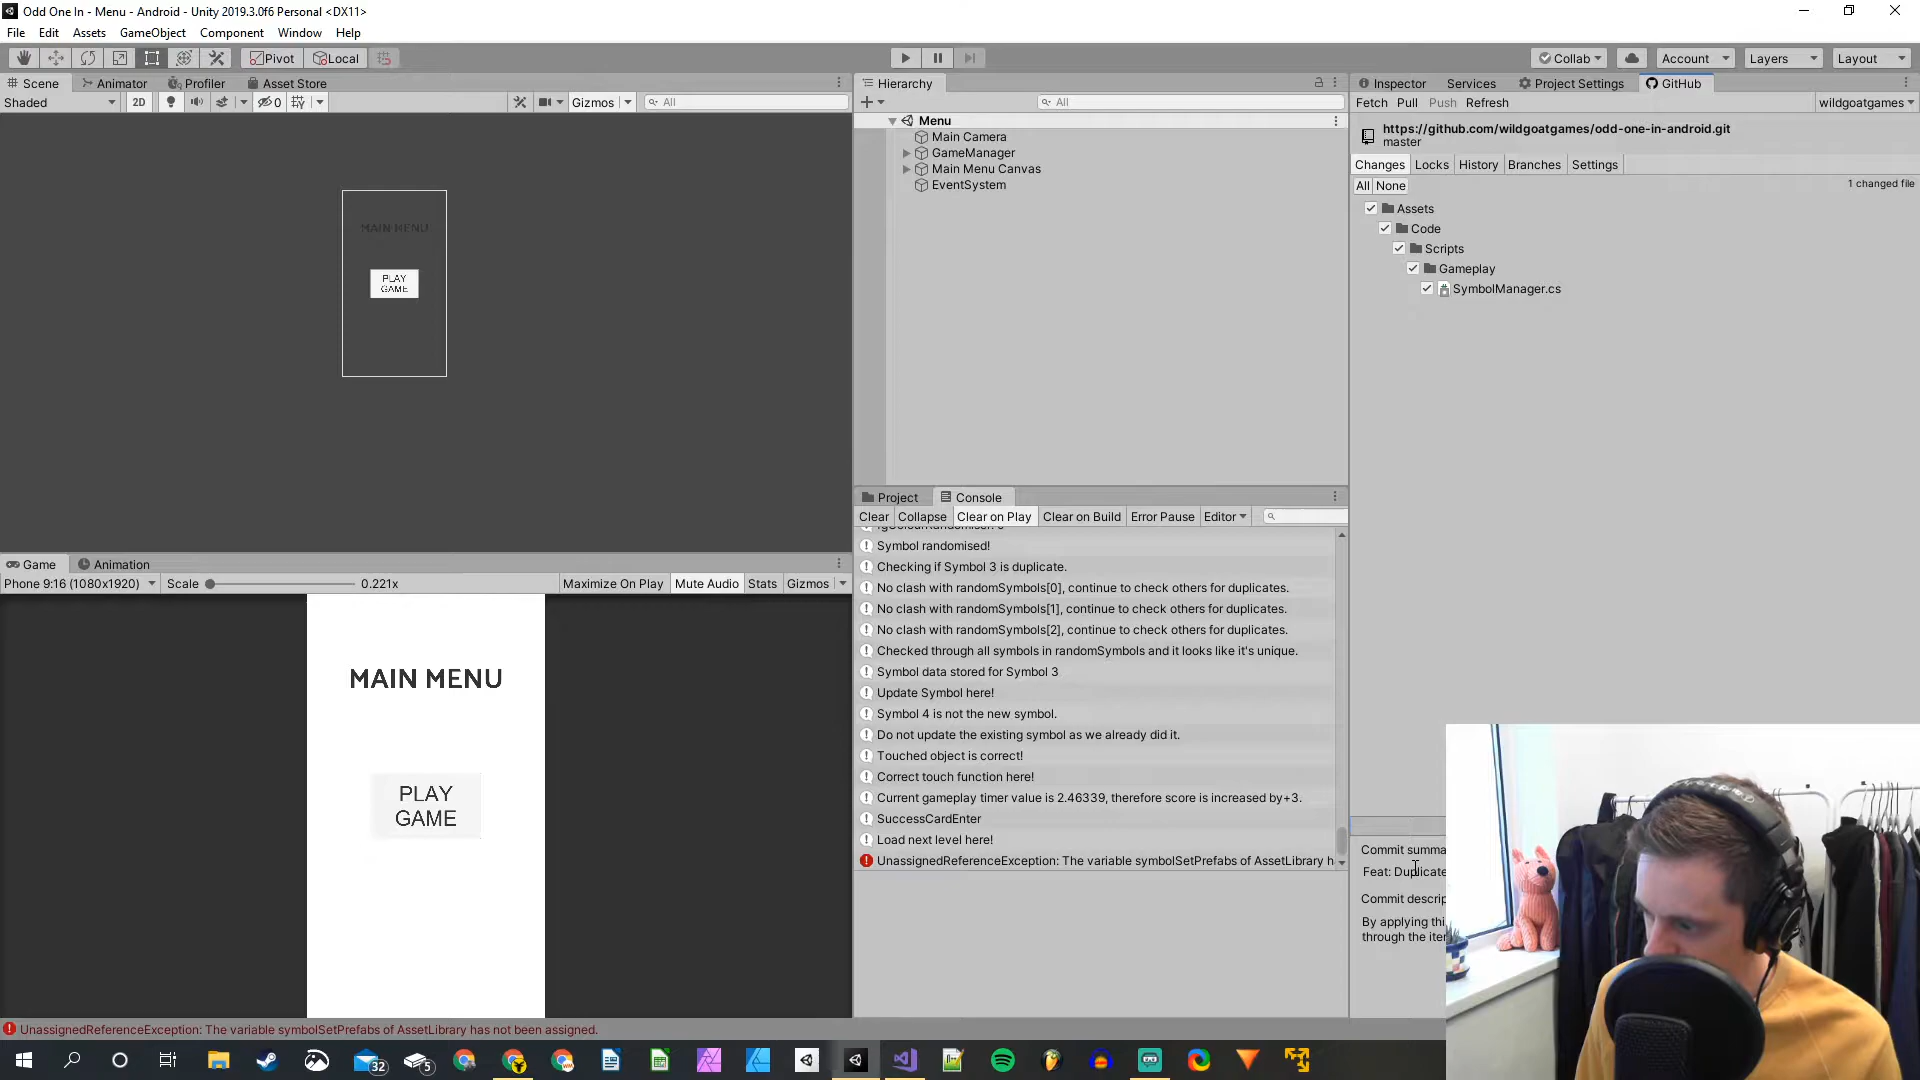 Odd One In - Menu - Android - Unity 2019.3.0f6 Personal <DX11>
File Edit Assets GameObject Component Window Help
Pivot Local Collab Account Layers Layout
Scene Animator Profiler Asset Store
Shaded 2D 0 Gizmos All
MAIN MENU
PLAY
GAME
Game Animation
Phone 9:16 (1080x1920) Scale 0.221x Maximize On Play Mute Audio Stats Gizmos
MAIN MENU
PLAY
GAME
Hierarchy
All
Menu
Main Camera
GameManager
Main Menu Canvas
EventSystem
Project Console
Clear Collapse Clear on Play Clear on Build Error Pause Editor
Symbol randomised!
Checking if Symbol 3 is duplicate.
No clash with randomSymbols[0], continue to check others for duplicates.
No clash with randomSymbols[1], continue to check others for duplicates.
No clash with randomSymbols[2], continue to check others for duplicates.
Checked through all symbols in randomSymbols and it looks like it's unique.
Symbol data stored for Symbol 3
Update Symbol here!
Symbol 4 is not the new symbol.
Do not update the existing symbol as we already did it.
Touched object is correct!
Correct touch function here!
Current gameplay timer value is 2.46339, therefore score is increased by+3.
SuccessCardEnter
Load next level here!
UnassignedReferenceException: The variable symbolSetPrefabs of AssetLibrary h
Inspector Services Project Settings GitHub
Fetch Pull Push Refresh wildgoatgames
https://github.com/wildgoatgames/odd-one-in-android.git
master
Changes Locks History Branches Settings
All None 1 changed file
Assets
Code
Scripts
Gameplay
SymbolManager.cs
Commit summa
Feat: Duplicate
Commit descrip
By applying thi
through the iter
UnassignedReferenceException: The variable symbolSetPrefabs of AssetLibrary has not been assigned.
32 5